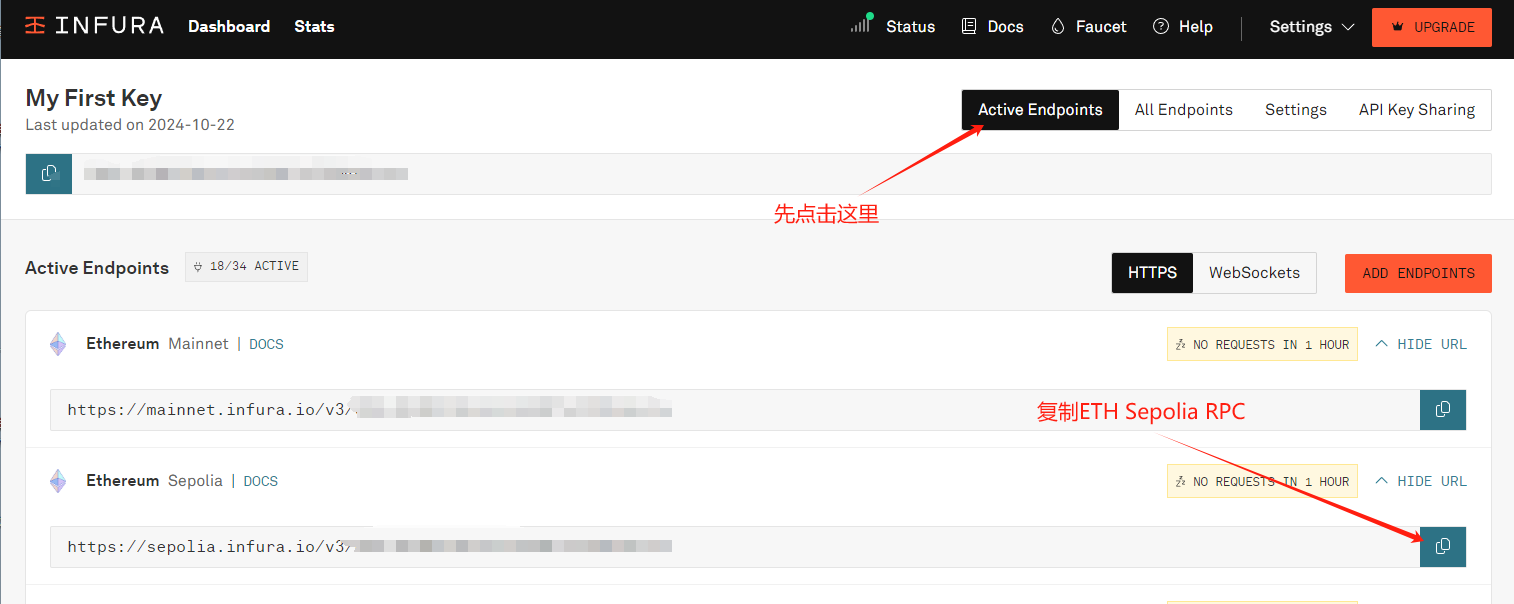 INFURA Dashboard Stats Status Docs Faucet Help Settings UPGRADE
My First Key
Last updated on 2024-10-22
Active Endpoints All Endpoints Settings API Key Sharing
先点击这里
Active Endpoints 18/34 ACTIVE HTTPS WebSockets ADD ENDPOINTS
Ethereum Mainnet | DOCS NO REQUESTS IN 1 HOUR HIDE URL
https://mainnet.infura.io/v3/
复制ETH Sepolia RPC
Ethereum Sepolia | DOCS NO REQUESTS IN 1 HOUR HIDE URL
https://sepolia.infura.io/v3/